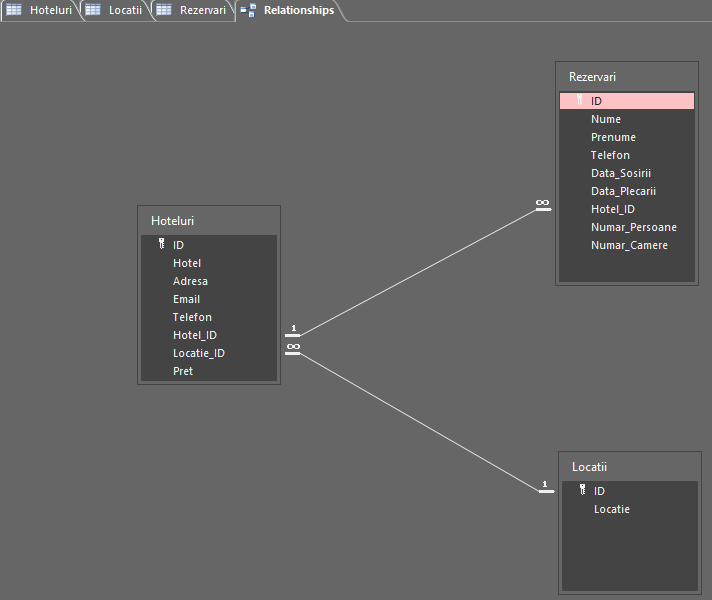 Hoteluri Locatii Rezervari Relationships
Rezervari
ID
Nume
Prenume
Telefon
Data_Sosirii
Data_Plecarii
Hotel_ID
Numar_Persoane
Numar_Camere
∞
Hoteluri
ID
Hotel
Adresa
Email
Telefon
Hotel_ID
Locatie_ID
Pret
1
∞
Locatii
ID
Locatie
1